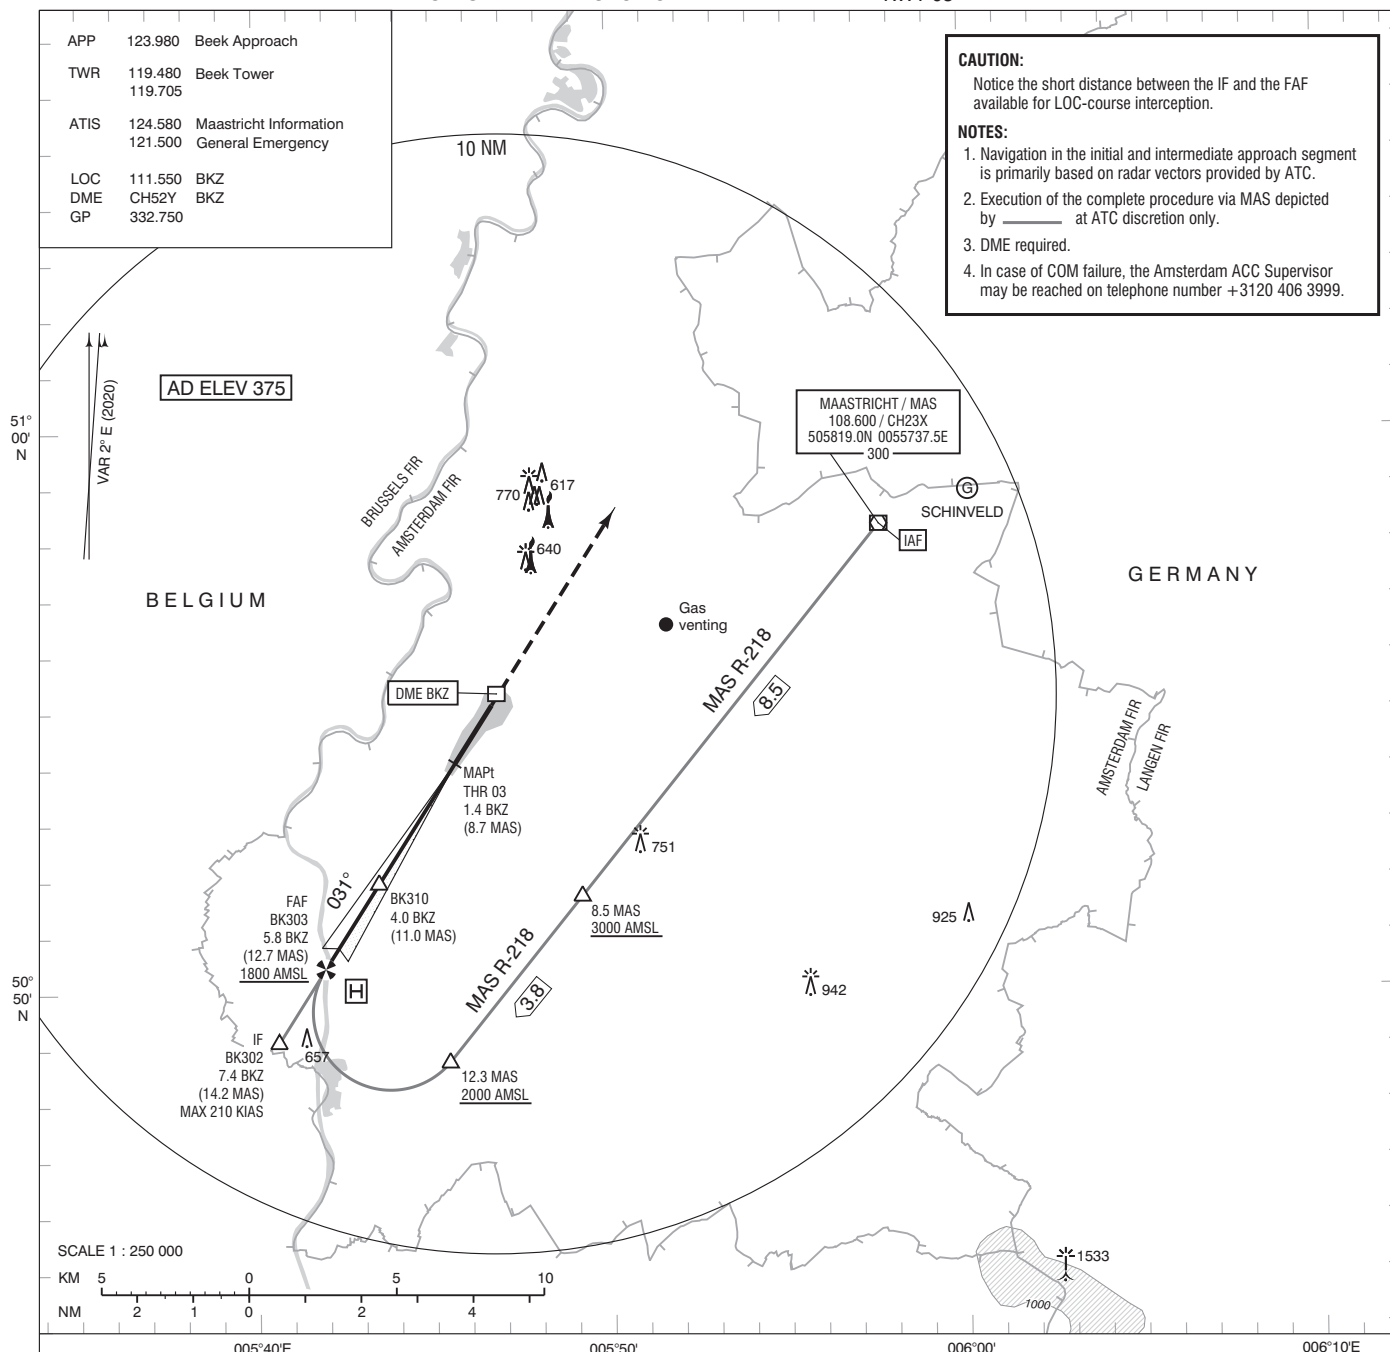 APP 123.980 Beek Approach
TWR 119.480 Beek Tower
119.705
ATIS 124.580 Maastricht Information
121.500 General Emergency
LOC 111.550 BKZ
DME CH52Y BKZ
GP 332.750
CAUTION:
Notice the short distance between the IF and the FAF
available for LOC-course interception.
NOTES:
1. Navigation in the initial and intermediate approach segment
is primarily based on radar vectors provided by ATC.
2. Execution of the complete procedure via MAS depicted
by at ATC discretion only.
3. DME required.
4. In case of COM failure, the Amsterdam ACC Supervisor
may be reached on telephone number +3120 406 3999.
10 NM
AD ELEV 375
VAR 2° E (2020)
51°
00'
N
MAASTRICHT / MAS
108.600 / CH23X
505819.0N 0055737.5E
300
BRUSSELS FIR
AMSTERDAM FIR
770
617
640
G
SCHINVELD
IAF
BELGIUM
GERMANY
Gas
venting
MAS R-218
8.5
DME BKZ
AMSTERDAM FIR
LANGEN FIR
MAPt
THR 03
1.4 BKZ
(8.7 MAS)
751
031°
BK310
4.0 BKZ
(11.0 MAS)
FAF
BK303
5.8 BKZ
(12.7 MAS)
1800 AMSL
8.5 MAS
3000 AMSL
925
MAS R-218
3.8
942
50°
50'
N
H
IF
BK302
7.4 BKZ
(14.2 MAS)
MAX 210 KIAS
657
12.3 MAS
2000 AMSL
1533
1000
SCALE 1 : 250 000
KM 5 0 5 10
NM 2 1 0 2 4
005°40'E 005°50' 006°00' 006°10'E